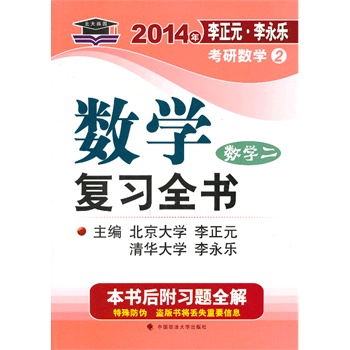 北大燕园
2014年 李正元·李永乐
考研数学②
数学
数学二
复习全书
▶ 主编 北京大学 李正元
清华大学 李永乐
本书后附习题全解
特殊防伪 盗版书将丢失重要信息
中国政法大学出版社